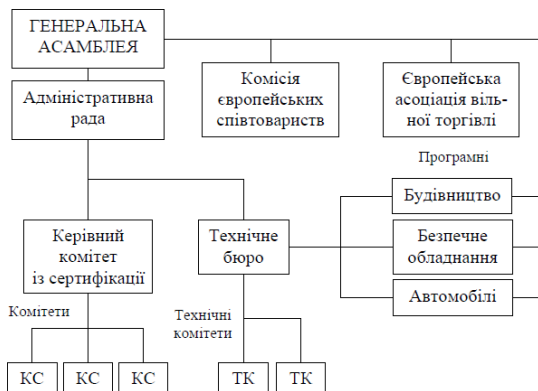 ГЕНЕРАЛЬНА
АСАМБЛЕЯ
Адміністративна
рада
Комісія
європейських
співтовариств
Європейська
асоціація віль-
ної торгівлі
Програмні
Будівництво
Безпечне
обладнання
Автомобілі
Керівний
комітет
із сертифікації
Технічне
бюро
Комітети
Технічні
комітети
КС КС КС ТК ТК